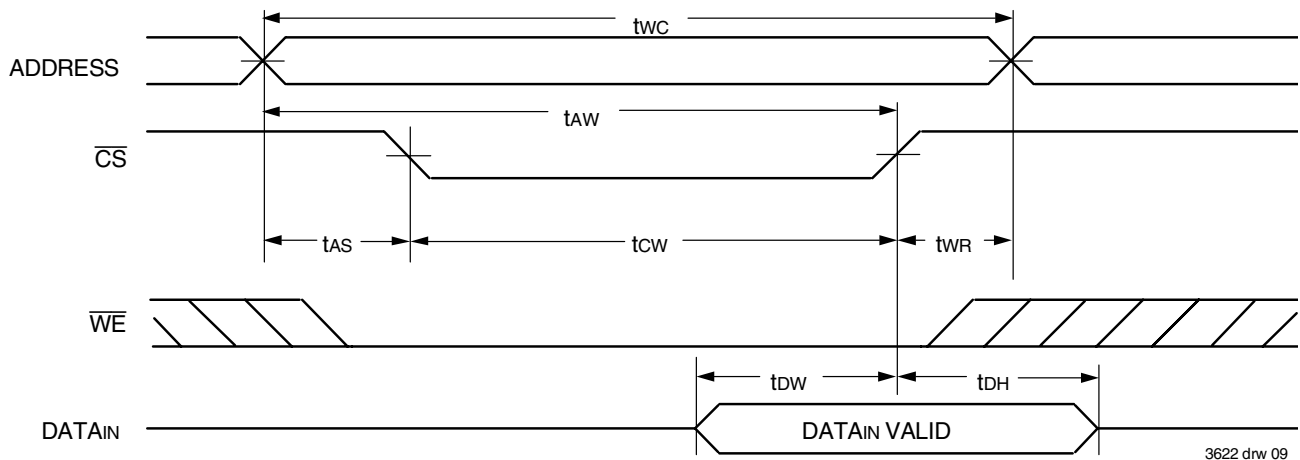 tWC
ADDRESS
tAW
CS
tAS
tCW
tWR
WE
tDW
tDH
DATAIN
DATAIN VALID
3622 drw 09